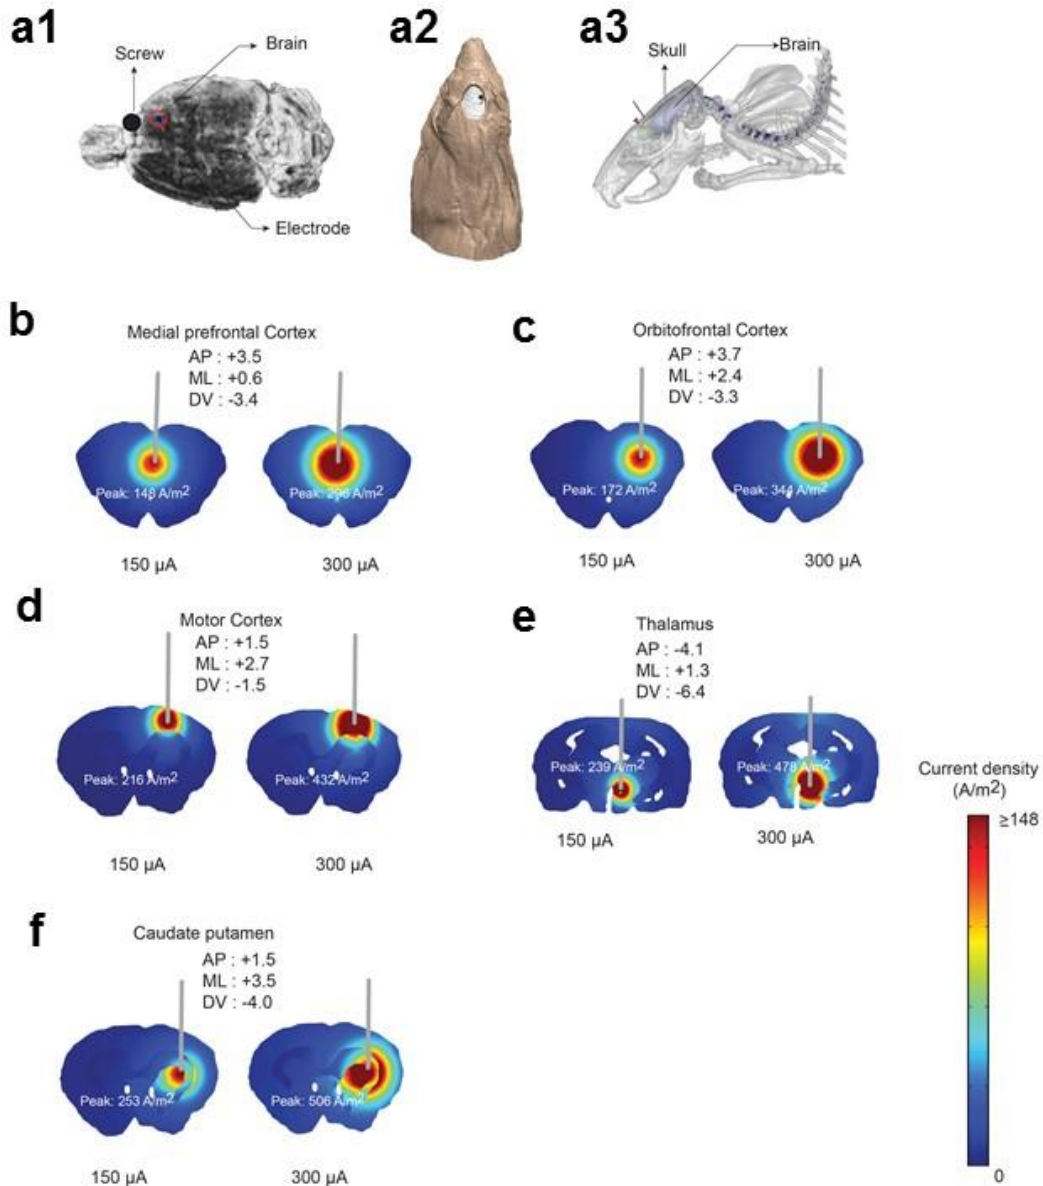 a1
a2
a3
Screw
Brain
Electrode
Skull
Brain
b
Medial prefrontal Cortex
AP : +3.5
ML : +0.6
DV : -3.4
Peak: 148 A/m2
Peak: 296 A/m2
150 µA
300 µA
c
Orbitofrontal Cortex
AP : +3.7
ML : +2.4
DV : -3.3
Peak: 172 A/m2
Peak: 344 A/m2
150 µA
300 µA
d
Motor Cortex
AP : +1.5
ML : +2.7
DV : -1.5
Peak: 216 A/m2
Peak: 432 A/m2
150 µA
300 µA
e
Thalamus
AP : -4.1
ML : +1.3
DV : -6.4
Peak: 239 A/m2
Peak: 478 A/m2
150 µA
300 µA
Current density
(A/m2)
≥148
0
f
Caudate putamen
AP : +1.5
ML : +3.5
DV : -4.0
Peak: 253 A/m2
Peak: 506 A/m2
150 µA
300 µA